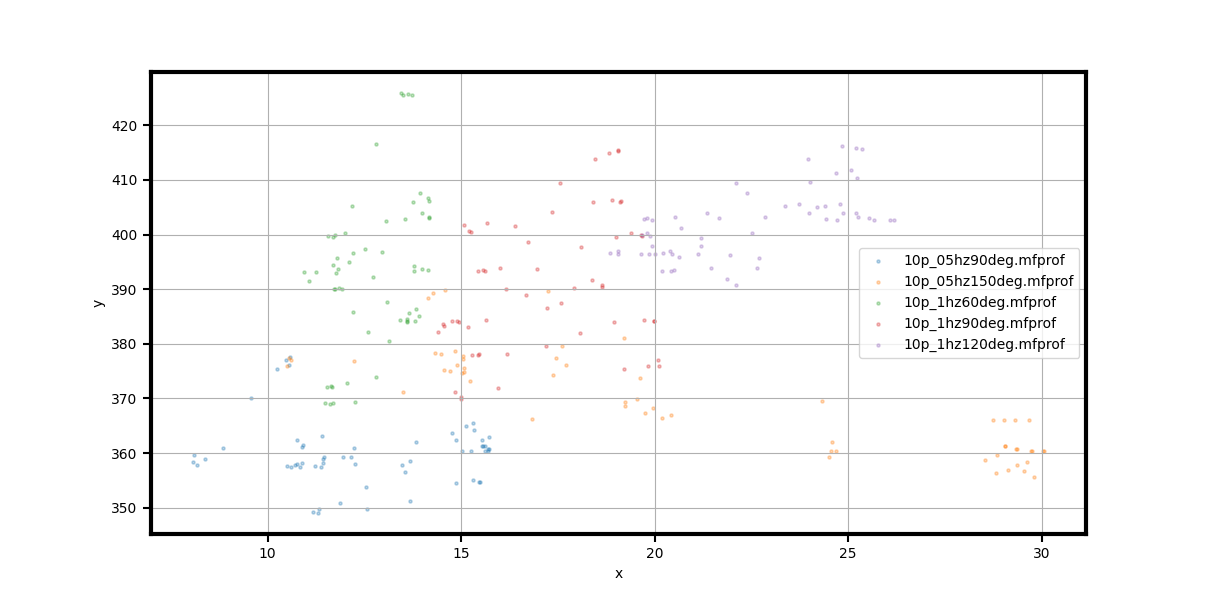 420
410
400
390
380
370
360
350
y
10
15
20
25
30
x
10p_05hz90deg.mfprof
10p_05hz150deg.mfprof
10p_1hz60deg.mfprof
10p_1hz90deg.mfprof
10p_1hz120deg.mfprof